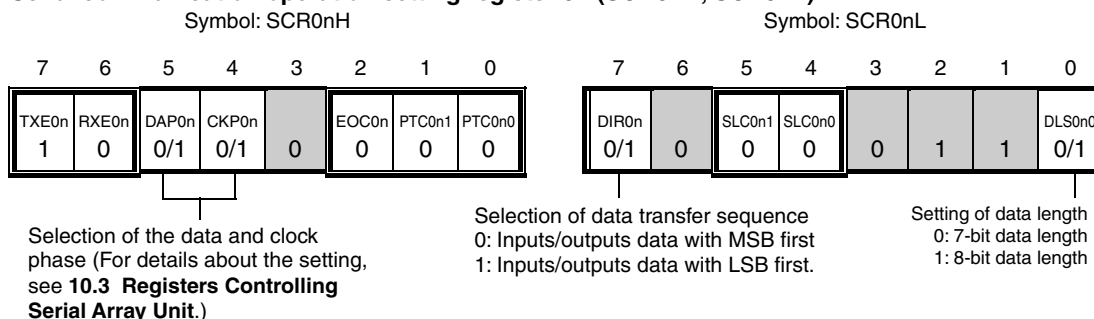 Symbol: SCR0nH
Symbol: SCR0nL
7 6 5 4 3 2 1 0
7 6 5 4 3 2 1 0
TXE0n RXE0n DAP0n CKP0n EOC0n PTC0n1 PTC0n0
1 0 0/1 0/1 0 0 0 0
DIR0n SLC0n1 SLC0n0 DLS0n0
0/1 0 0 0 0 1 1 0/1
Selection of the data and clock
phase (For details about the setting,
see 10.3 Registers Controlling
Serial Array Unit.)
Selection of data transfer sequence
0: Inputs/outputs data with MSB first
1: Inputs/outputs data with LSB first.
Setting of data length
0: 7-bit data length
1: 8-bit data length